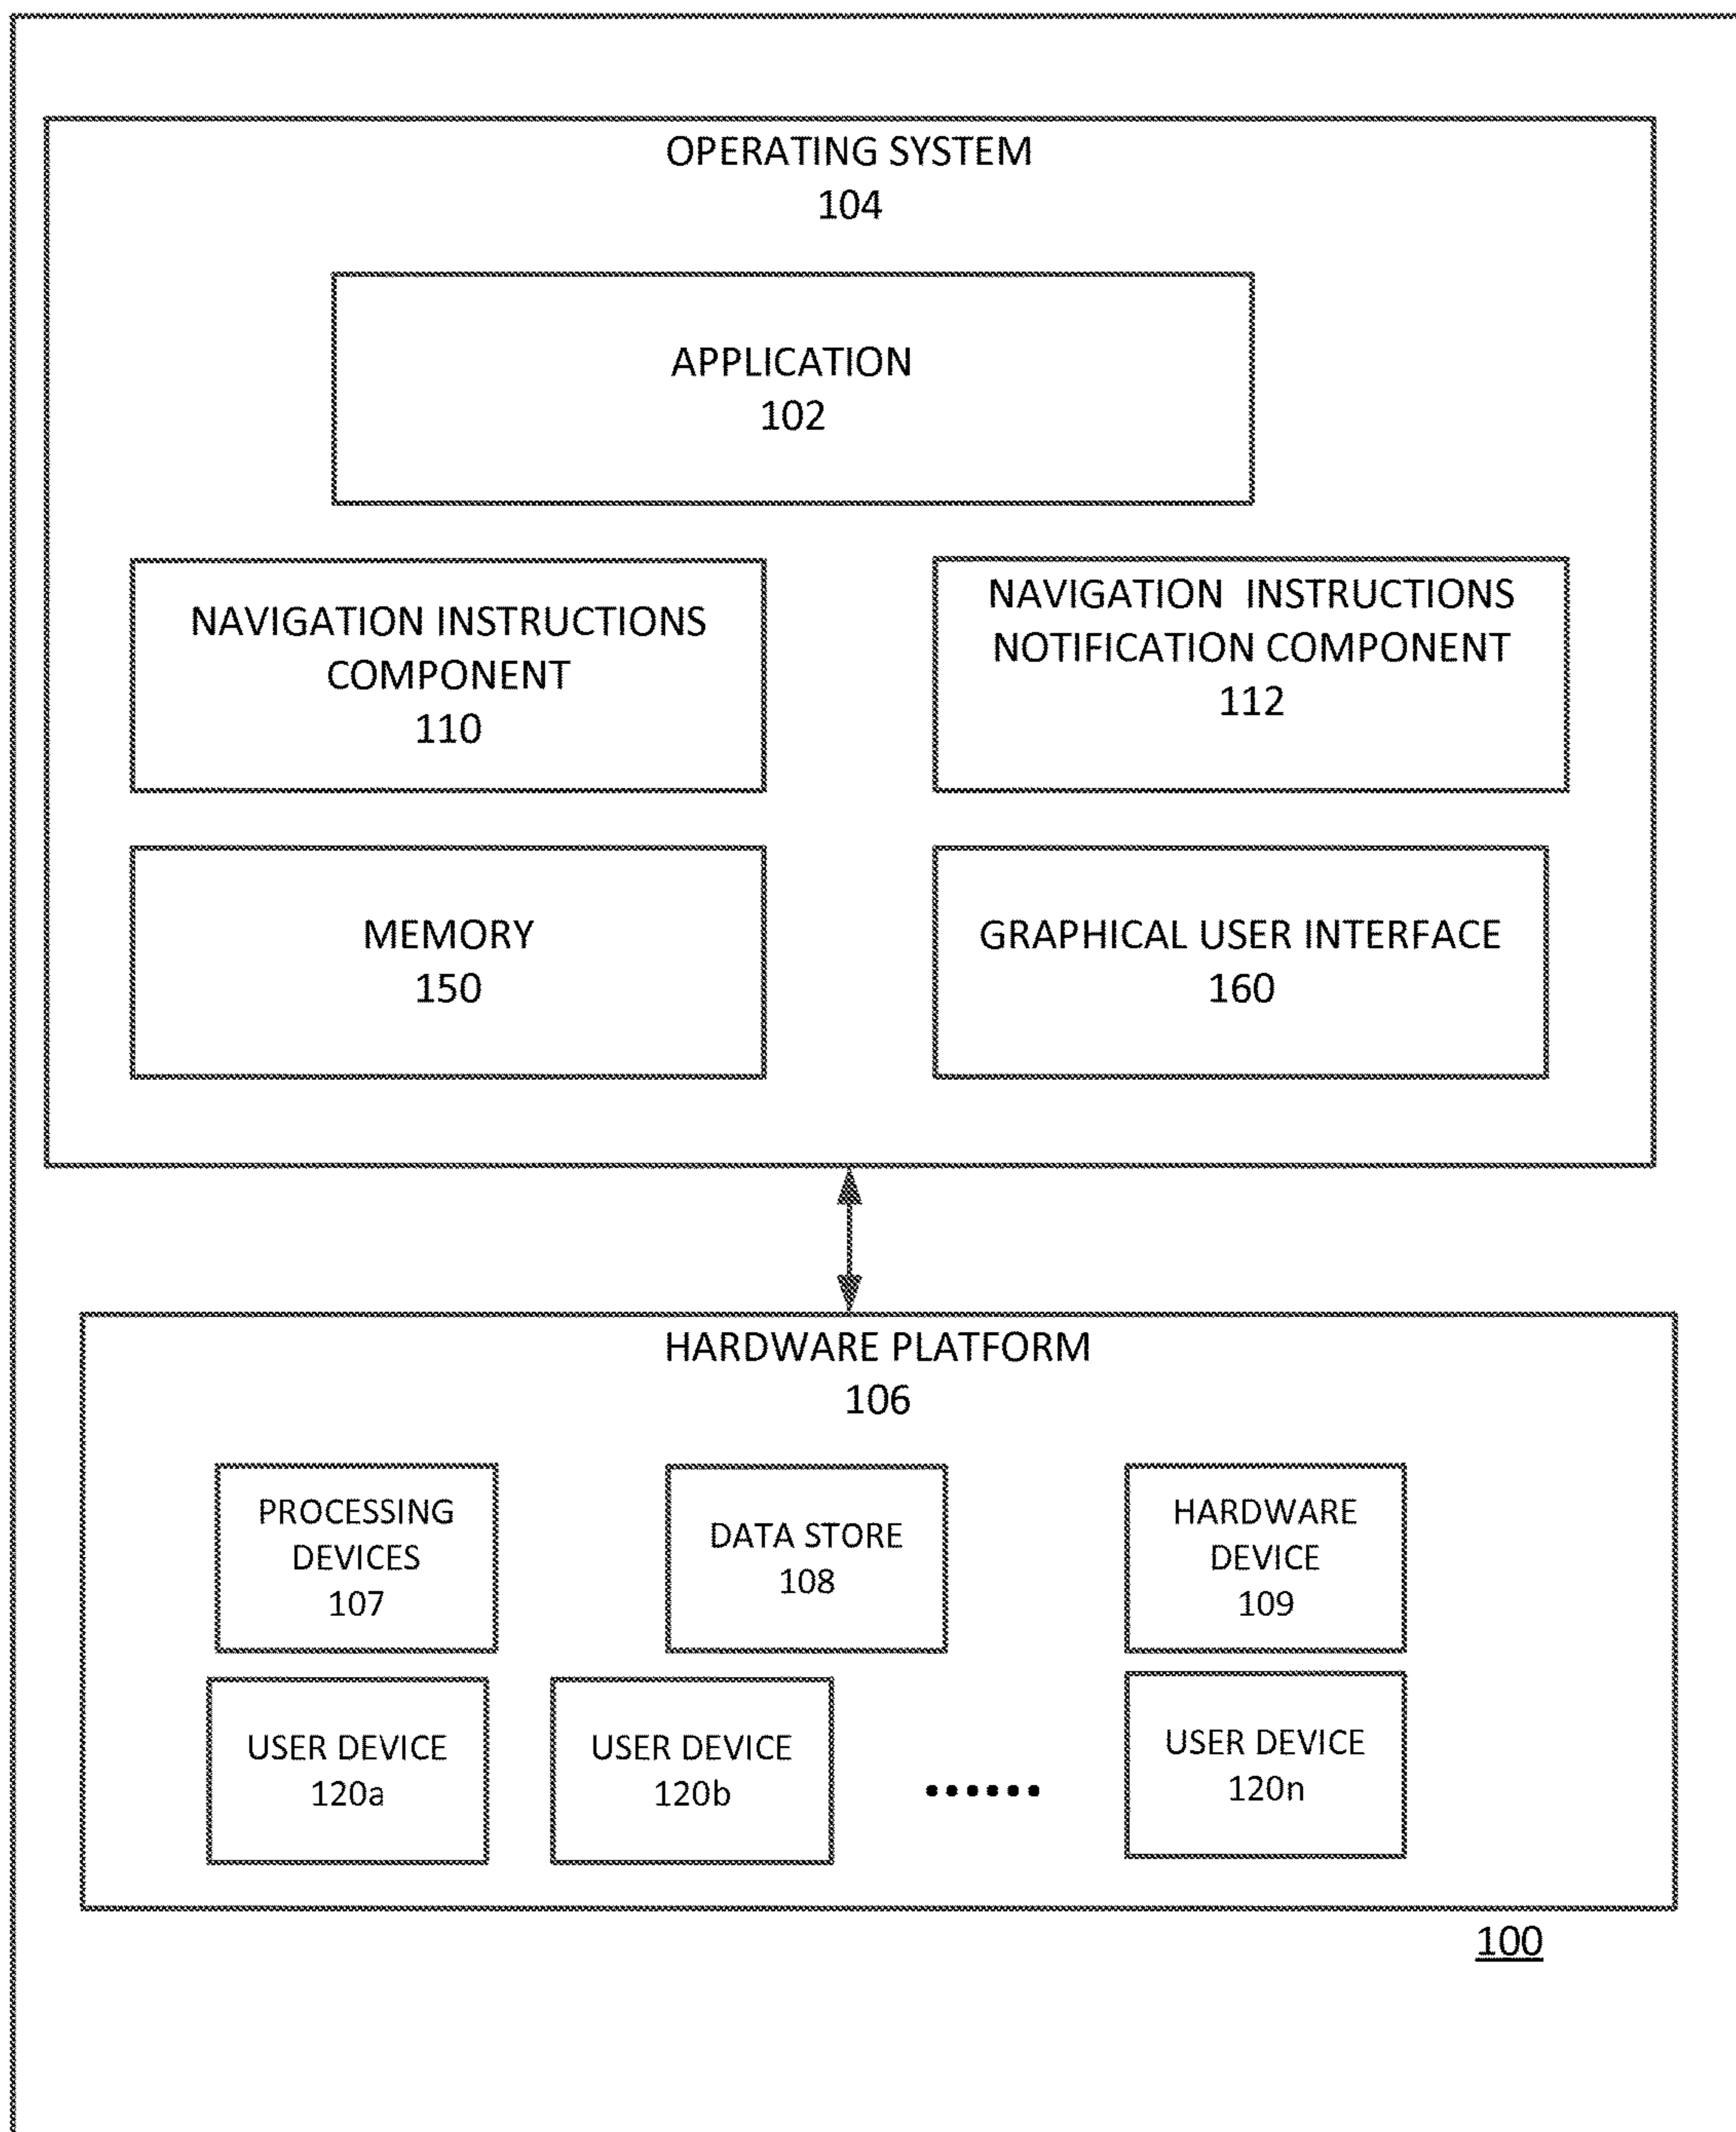 OPERATING SYSTEM
104
APPLICATION
102
NAVIGATION INSTRUCTIONS
COMPONENT
110
NAVIGATION INSTRUCTIONS
NOTIFICATION COMPONENT
112
MEMORY
150
GRAPHICAL USER INTERFACE
160
HARDWARE PLATFORM
106
PROCESSING
DEVICES
107
DATA STORE
108
HARDWARE
DEVICE
109
USER DEVICE
120a
USER DEVICE
120b
......
USER DEVICE
120n
100